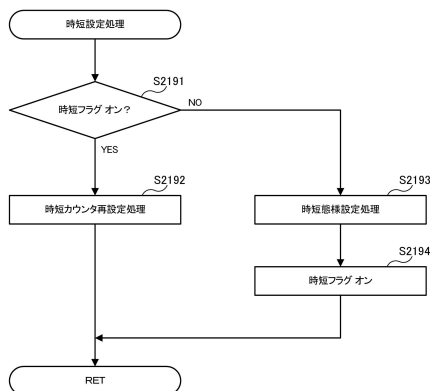 時短設定処理
S2191
時短フラグ オン？
NO
YES
S2192
時短カウンタ再設定処理
S2193
時短態様設定処理
S2194
時短フラグ オン
RET